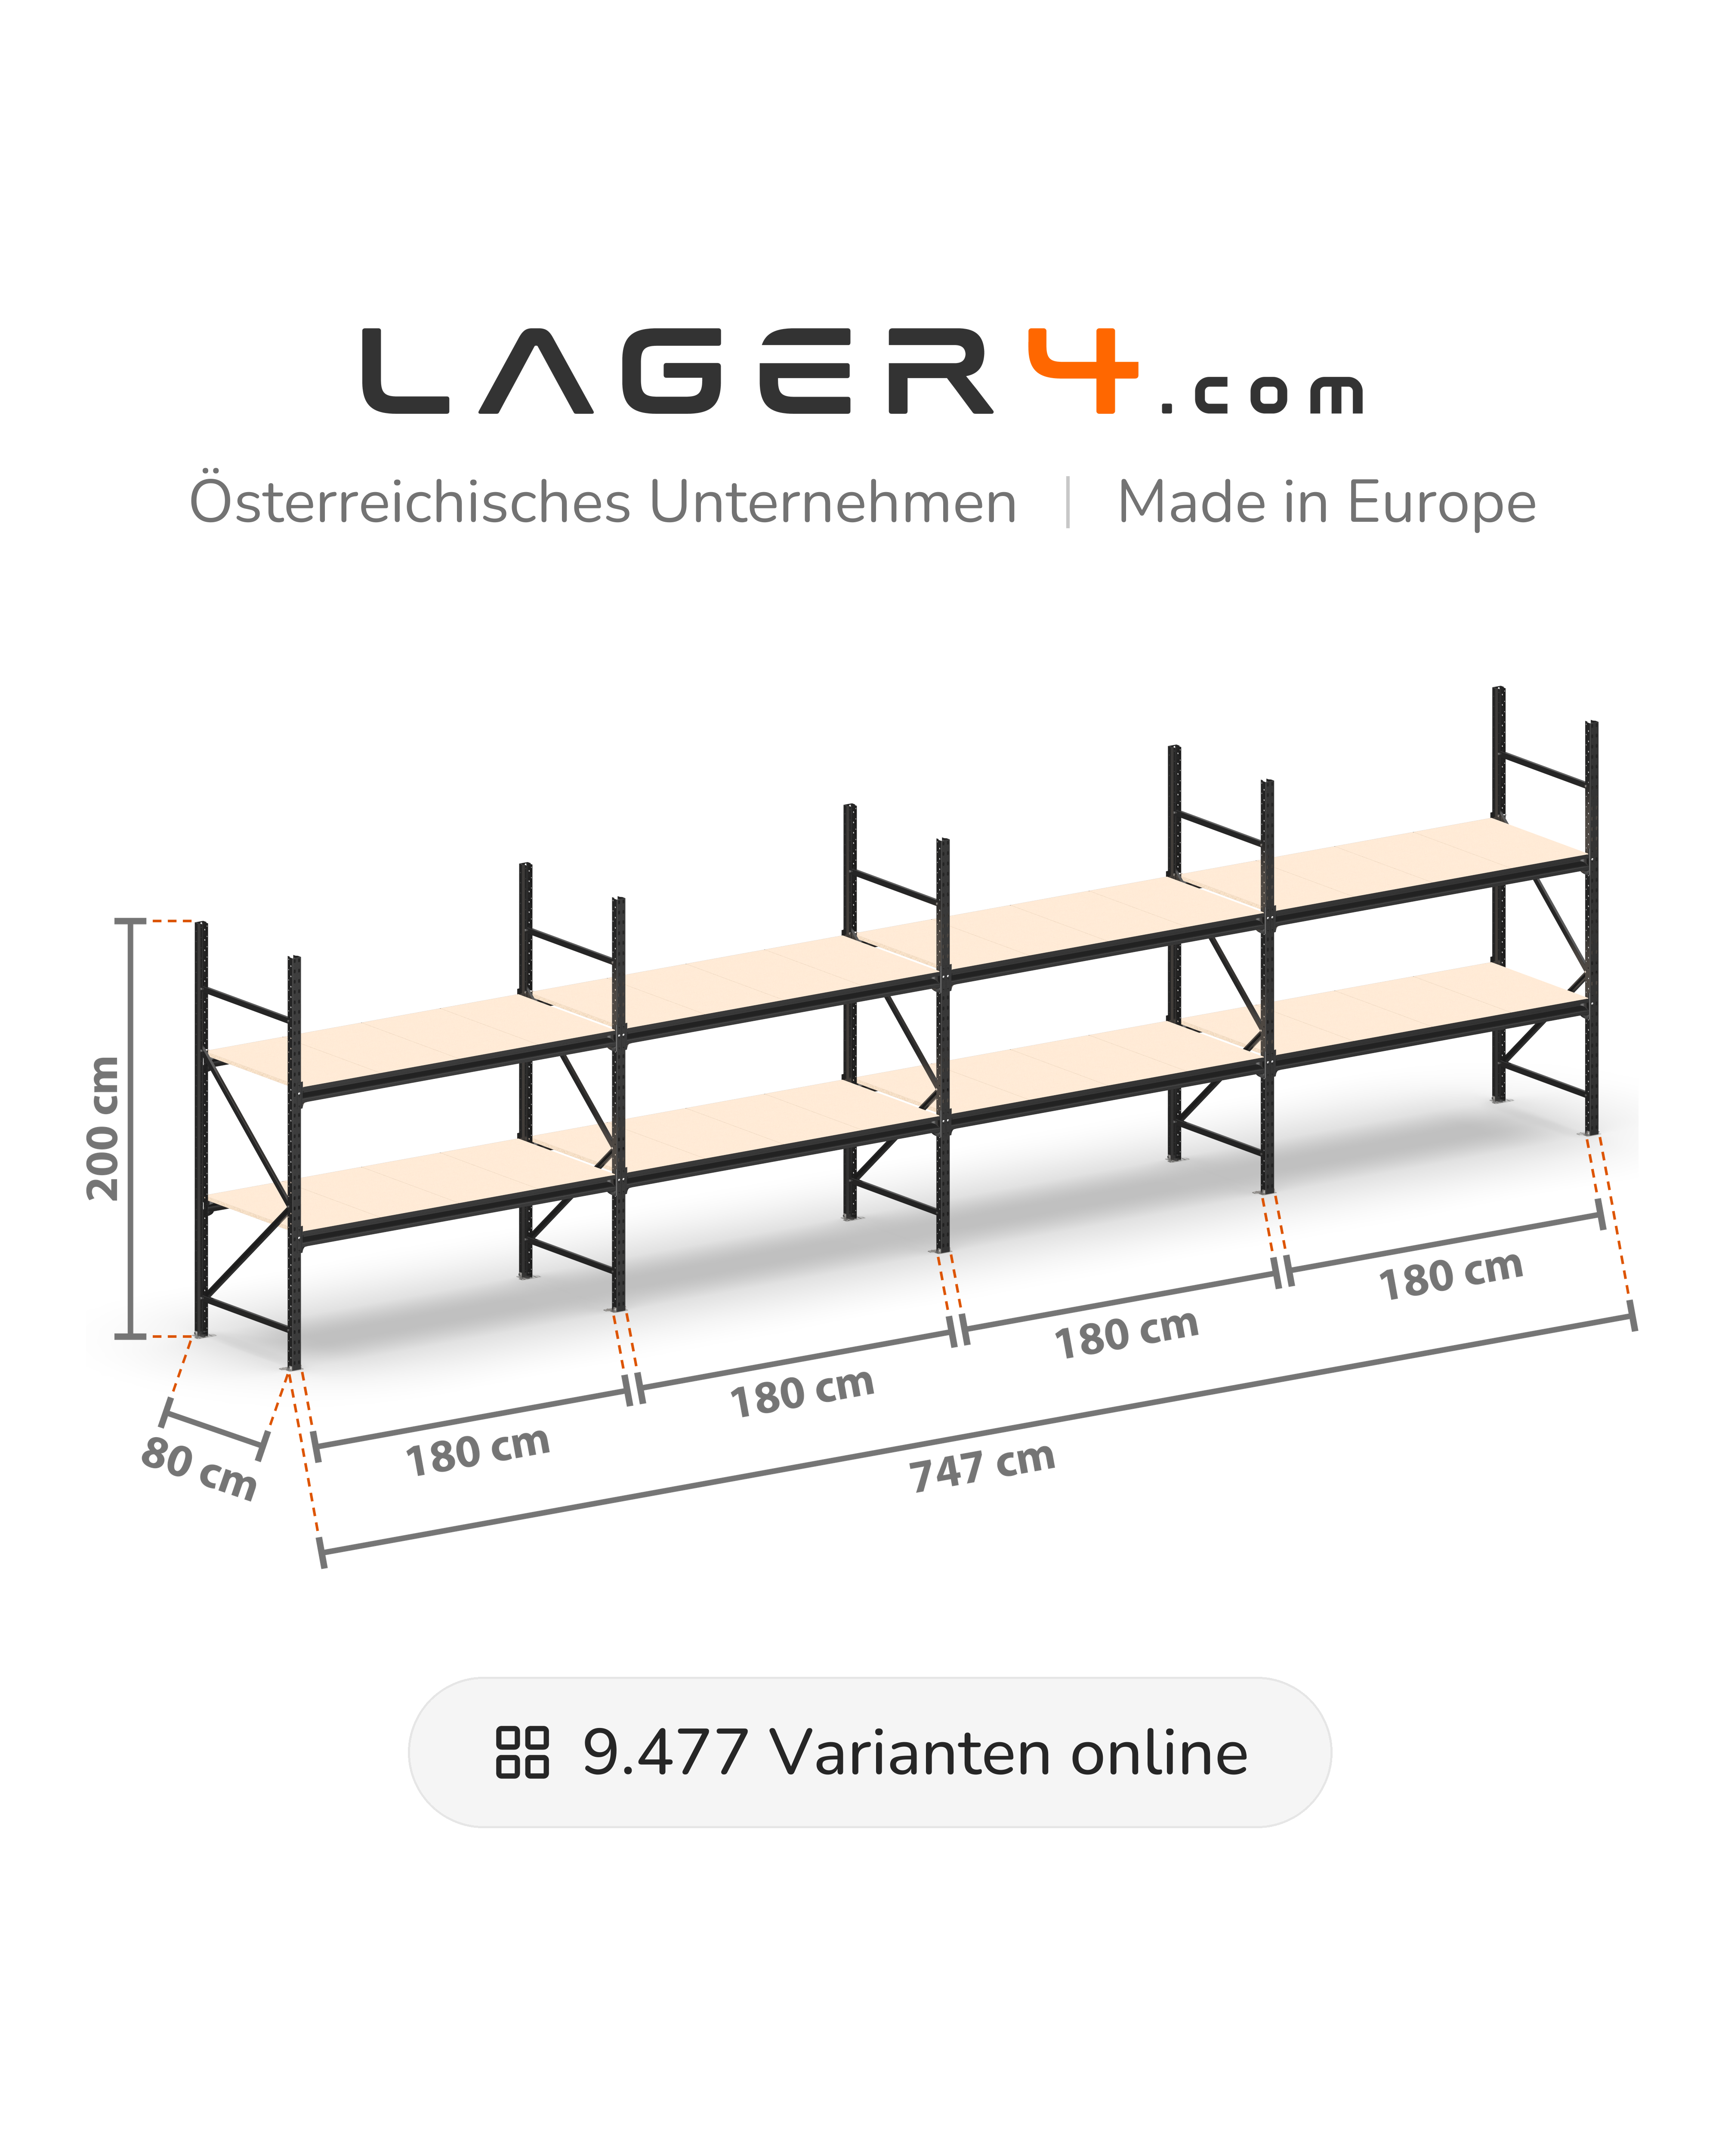 LAGER4.com
Österreichisches Unternehmen | Made in Europe
200 cm
80 cm
180 cm
180 cm
180 cm
180 cm
747 cm
9.477 Varianten online